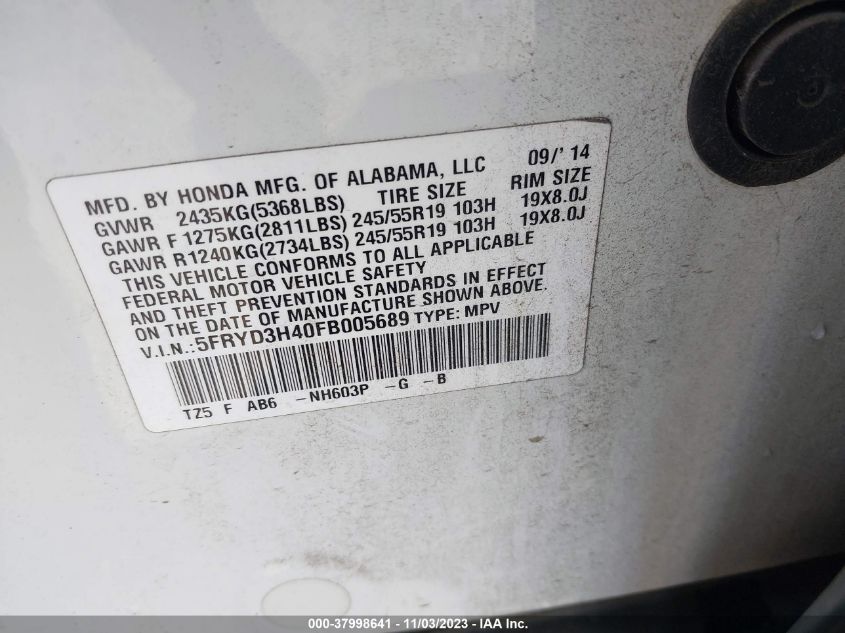 MFD. BY HONDA MFG. OF ALABAMA, LLC 09/' 14
GVWR 2435KG(5368LBS) TIRE SIZE RIM SIZE
GAWR F 1275KG(2811LBS) 245/55R19 103H 19X8.0J
GAWR R1240KG(2734LBS) 245/55R19 103H 19X8.0J
THIS VEHICLE CONFORMS TO ALL APPLICABLE
FEDERAL MOTOR VEHICLE SAFETY
AND THEFT PREVENTION STANDARDS IN EFFECT
ON THE DATE OF MANUFACTURE SHOWN ABOVE.
V.I.N.:5FRYD3H40FB005689 TYPE: MPV
TZ5 F AB6 -NH603P -G -B
000-37998641 - 11/03/2023 - IAA Inc.